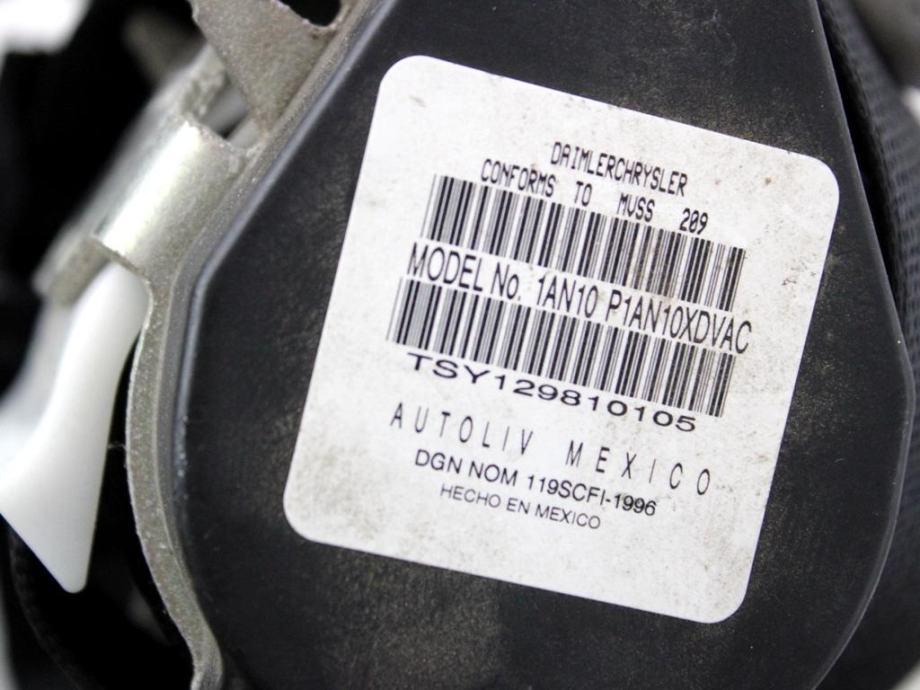 DAIMLERCHRYSLER
CONFORMS TO MVSS 209
MODEL No. 1AN10 P1AN10XDVAC
TSY129810105
AUTOLIV MEXICO
DGN NOM 119SCFI-1996
HECHO EN MEXICO